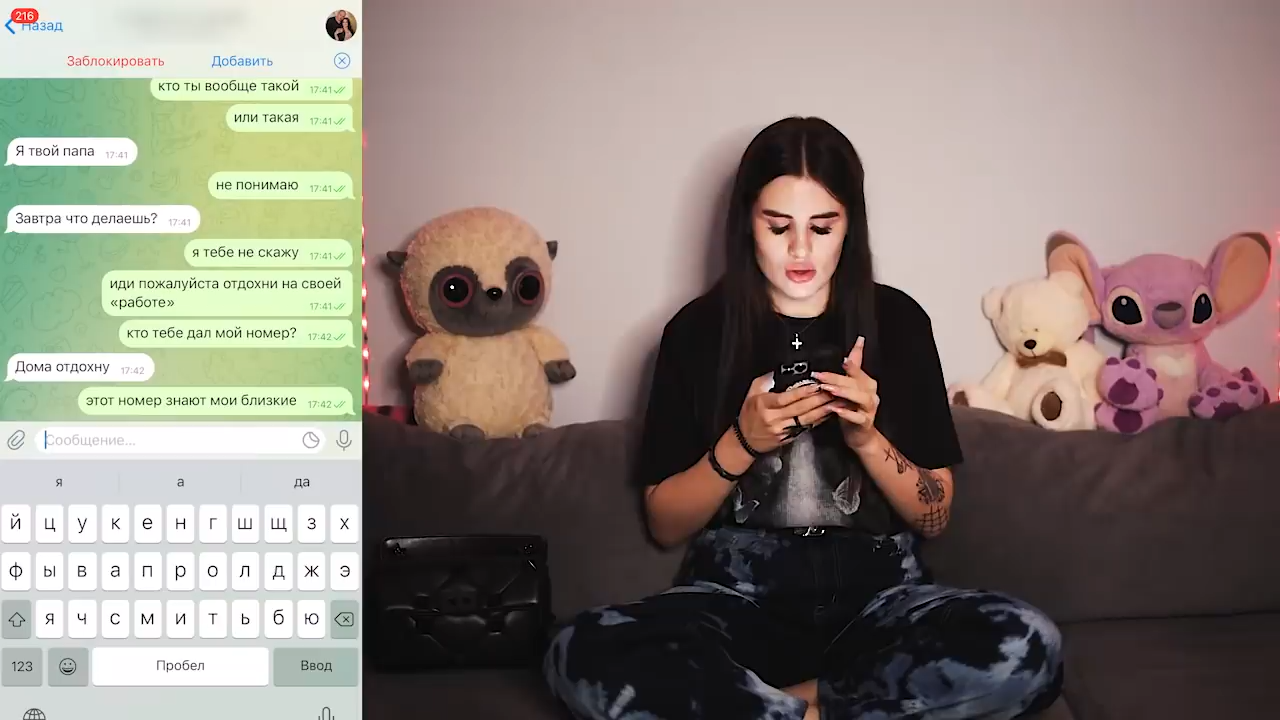 216
Назад
Заблокировать
Добавить
кто ты вообще такой 17:41
или такая 17:41
Я твой папа 17:41
не понимаю 17:41
Завтра что делаешь? 17:41
я тебе не скажу 17:41
иди пожалуйста отдохни на своей
«работе» 17:41
кто тебе дал мой номер? 17:42
Дома отдохну 17:42
этот номер знают мои близкие 17:42
Сообщение...
я а да
й ц у к е н г ш щ з х
ф ы в а п р о л д ж э
я ч с м и т ь б ю
123 Пробел Ввод